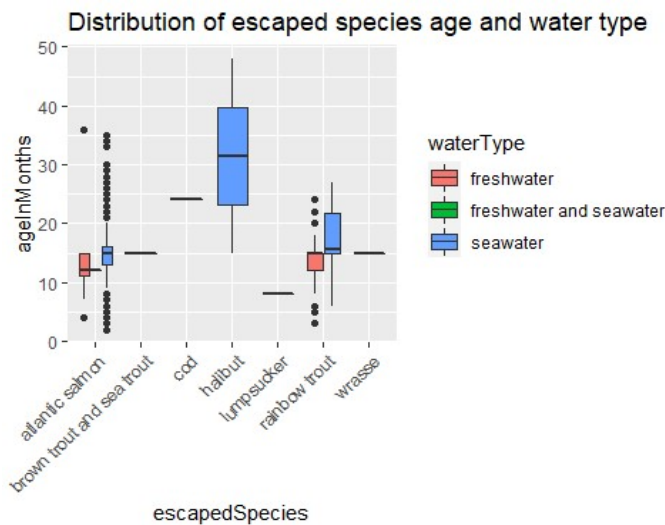 Distribution of escaped species age and water type
ageInMonths
50
40
30
20
10
0
atlantic salmon
brown trout and sea trout
cod
halibut
lumpsucker
rainbow trout
wrasse
escapedSpecies
waterType
freshwater
freshwater and seawater
seawater